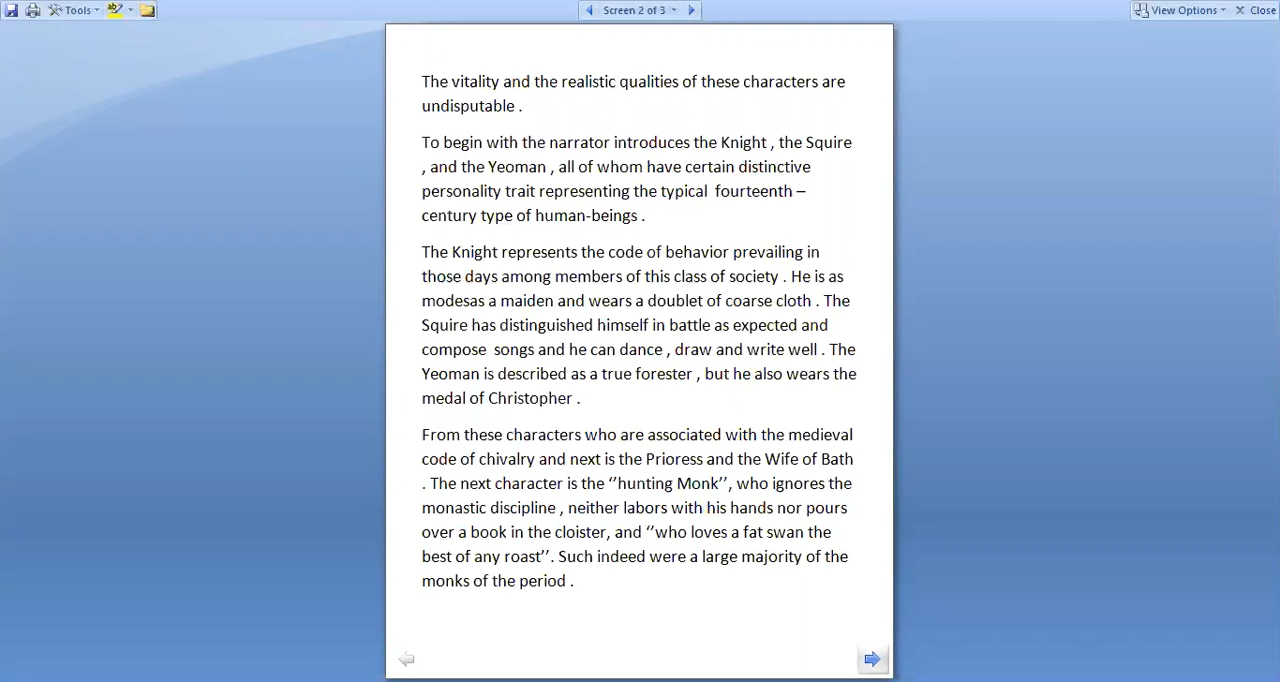 Tools
Screen 2 of 3
View Options
Close
The vitality and the realistic qualities of these characters are
undisputable .
To begin with the narrator introduces the Knight , the Squire
, and the Yeoman , all of whom have certain distinctive
personality trait representing the typical  fourteenth –
century type of human-beings .
The Knight represents the code of behavior prevailing in
those days among members of this class of society . He is as
modesas a maiden and wears a doublet of coarse cloth . The
Squire has distinguished himself in battle as expected and
compose  songs and he can dance , draw and write well . The
Yeoman is described as a true forester , but he also wears the
medal of Christopher .
From these characters who are associated with the medieval
code of chivalry and next is the Prioress and the Wife of Bath
. The next character is the ‘’hunting Monk’’, who ignores the
monastic discipline , neither labors with his hands nor pours
over a book in the cloister, and ‘’who loves a fat swan the
best of any roast’’. Such indeed were a large majority of the
monks of the period .